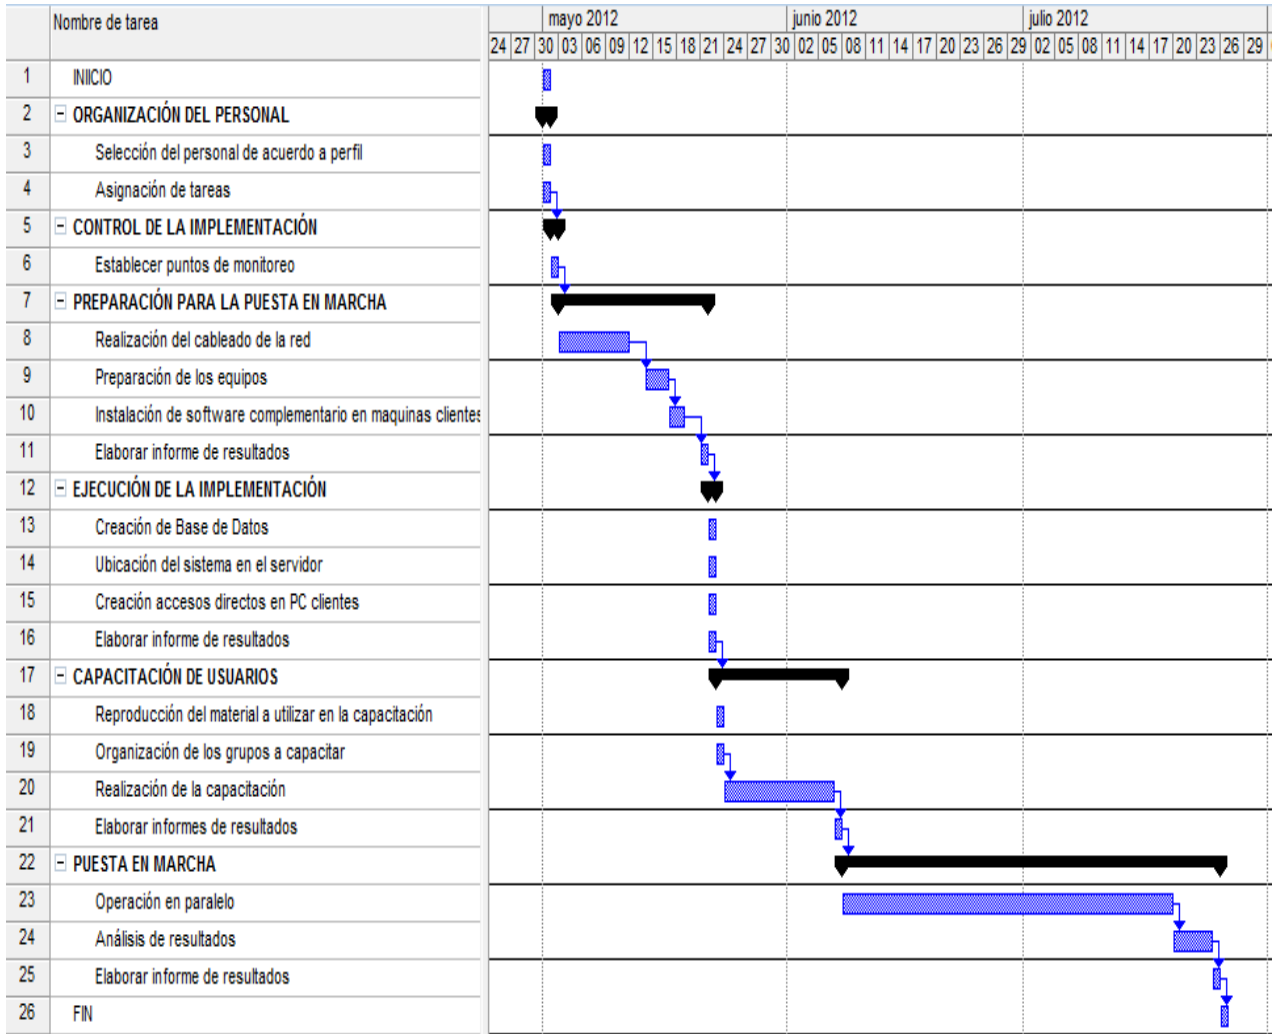 Nombre de tarea
mayo 2012 junio 2012 julio 2012
24 27 30 03 06 09 12 15 18 21 24 27 30 02 05 08 11 14 17 20 23 26 29 02 05 08 11 14 17 20 23 26 29
1 INIICIO
2 ORGANIZACIÓN DEL PERSONAL
3 Selección del personal de acuerdo a perfil
4 Asignación de tareas
5 CONTROL DE LA IMPLEMENTACIÓN
6 Establecer puntos de monitoreo
7 PREPARACIÓN PARA LA PUESTA EN MARCHA
8 Realización del cableado de la red
9 Preparación de los equipos
10 Instalación de software complementario en maquinas clientes
11 Elaborar informe de resultados
12 EJECUCIÓN DE LA IMPLEMENTACIÓN
13 Creación de Base de Datos
14 Ubicación del sistema en el servidor
15 Creación accesos directos en PC clientes
16 Elaborar informe de resultados
17 CAPACITACIÓN DE USUARIOS
18 Reproducción del material a utilizar en la capacitación
19 Organización de los grupos a capacitar
20 Realización de la capacitación
21 Elaborar informes de resultados
22 PUESTA EN MARCHA
23 Operación en paralelo
24 Análisis de resultados
25 Elaborar informe de resultados
26 FIN